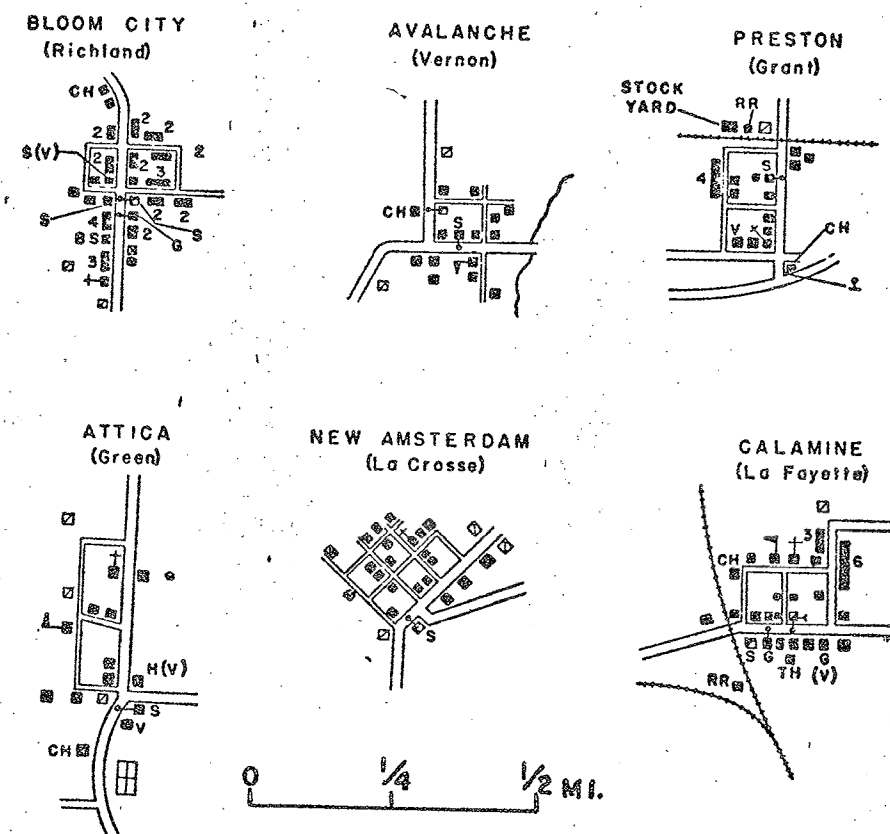 BLOOM CITY
(Richland)
CH
2
2
2
2
S(V)
2
2
3
S
4
2
2
S
G
S
2
3
AVALANCHE
(Vernon)
CH
S
PRESTON
(Grant)
STOCK
YARD
RR
S
4
V
X
CH
ATTICA
(Green)
H(V)
S
V
CH
NEW AMSTERDAM
(La Crosse)
S
CALAMINE
(La Fayette)
3
CH
6
S
G
G
TH
(V)
RR
0
1/4
1/2 MI.